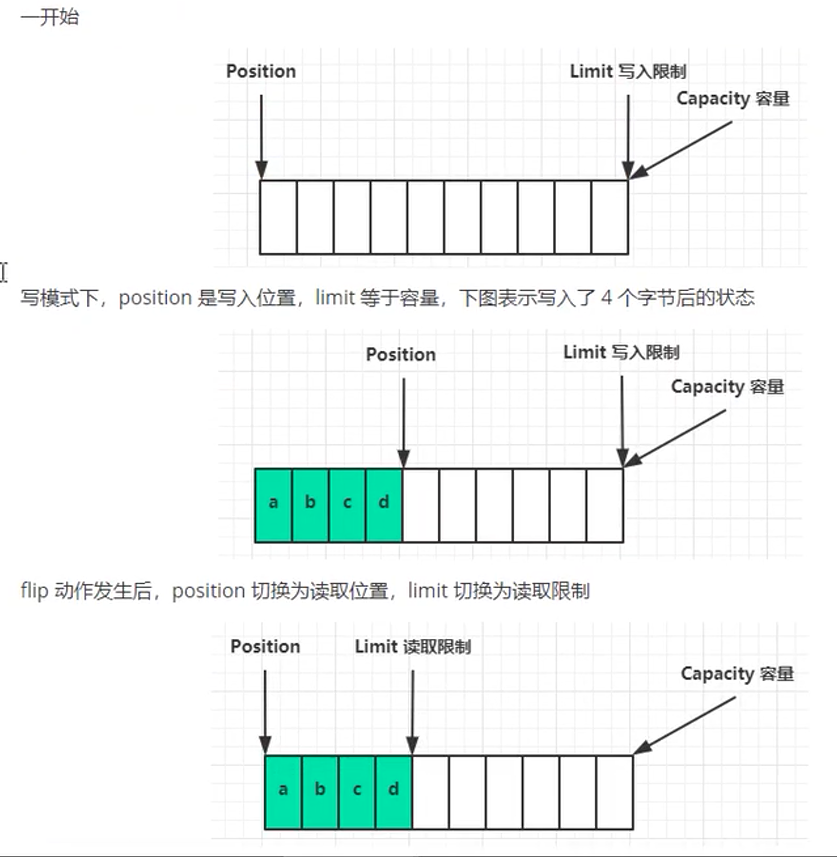 一开始
Position
Limit 写入限制
Capacity 容量
写模式下，position 是写入位置，limit 等于容量，下图表示写入了 4 个字节后的状态
Position
Limit 写入限制
Capacity 容量
a b c d
flip 动作发生后，position 切换为读取位置，limit 切换为读取限制
Position
Limit 读取限制
Capacity 容量
a b c d